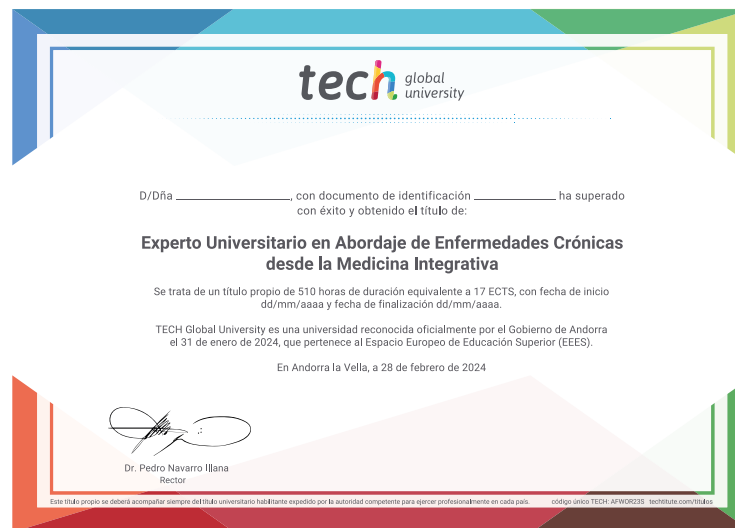 tech global university
D/Dña ______________, con documento de identificación __________ ha superado
con éxito y obtenido el título de:
Experto Universitario en Abordaje de Enfermedades Crónicas
desde la Medicina Integrativa
Se trata de un título propio de 510 horas de duración equivalente a 17 ECTS, con fecha de inicio
dd/mm/aaaa y fecha de finalización dd/mm/aaaa.
TECH Global University es una universidad reconocida oficialmente por el Gobierno de Andorra
el 31 de enero de 2024, que pertenece al Espacio Europeo de Educación Superior (EEES).
En Andorra la Vella, a 28 de febrero de 2024
Dr. Pedro Navarro Illana
Rector
Este título propio se deberá acompañar siempre del título universitario habilitante expedido por la autoridad competente para ejercer profesionalmente en cada país. código único TECH: AFWOR235 techtitute.com/titulos